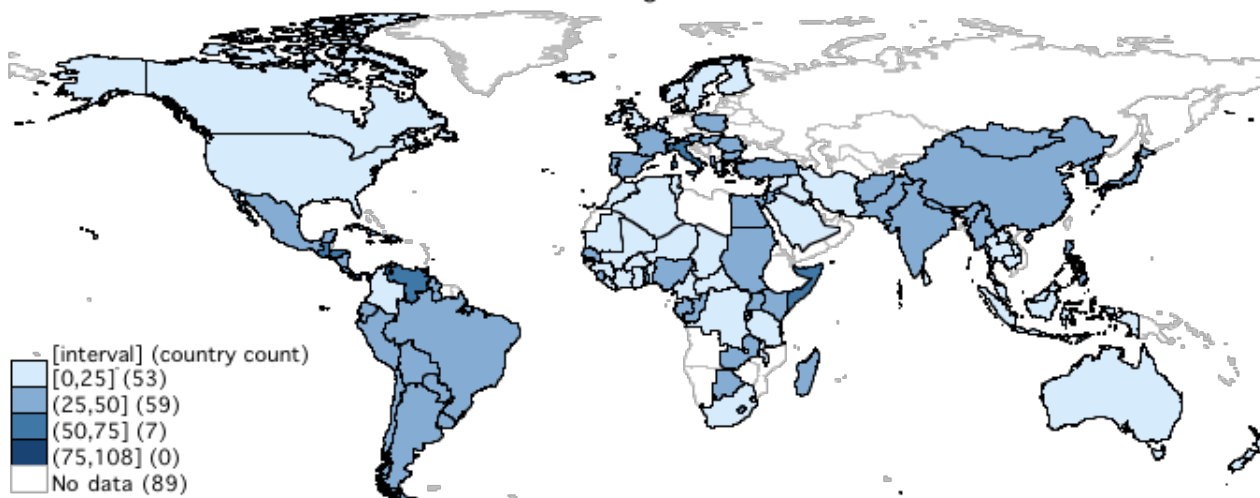 [interval] (country count)
[0,25] (53)
(25,50] (59)
(50,75] (7)
(75,108] (0)
No data (89)